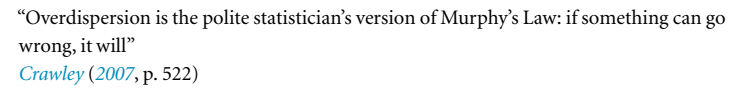 “Overdispersion is the polite statistician’s version of Murphy’s Law: if something can go
wrong, it will”
Crawley (2007, p. 522)